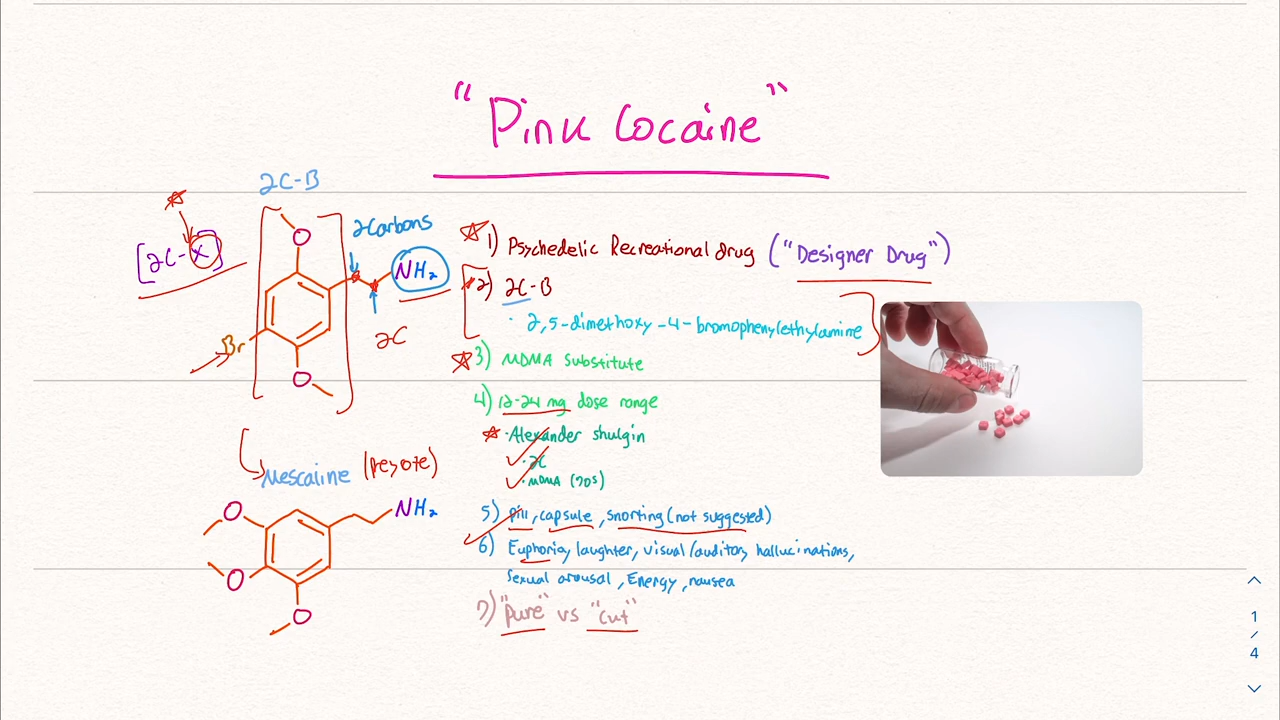 "Pink Cocaine"
2C-B
[2C-X]
O
2Carbons
NH2
Br
2C
O
Mescaline (peyote)
O
NH2
O
O
1) Psychedelic Recreational drug ("Designer Drug")
2) 2C-B
· 2,5-dimethoxy-4-bromophenylethylamine
3) MDMA substitute
4) 12-24 mg dose range
· Alexander shulgin
· 2C
· MDMA (70s)
5) Pill, capsule, snorting (not suggested)
6) Euphoria, laughter, visual/auditory hallucinations,
sexual arousal, Energy, nausea
7) "pure" vs "cut"
1
/
4